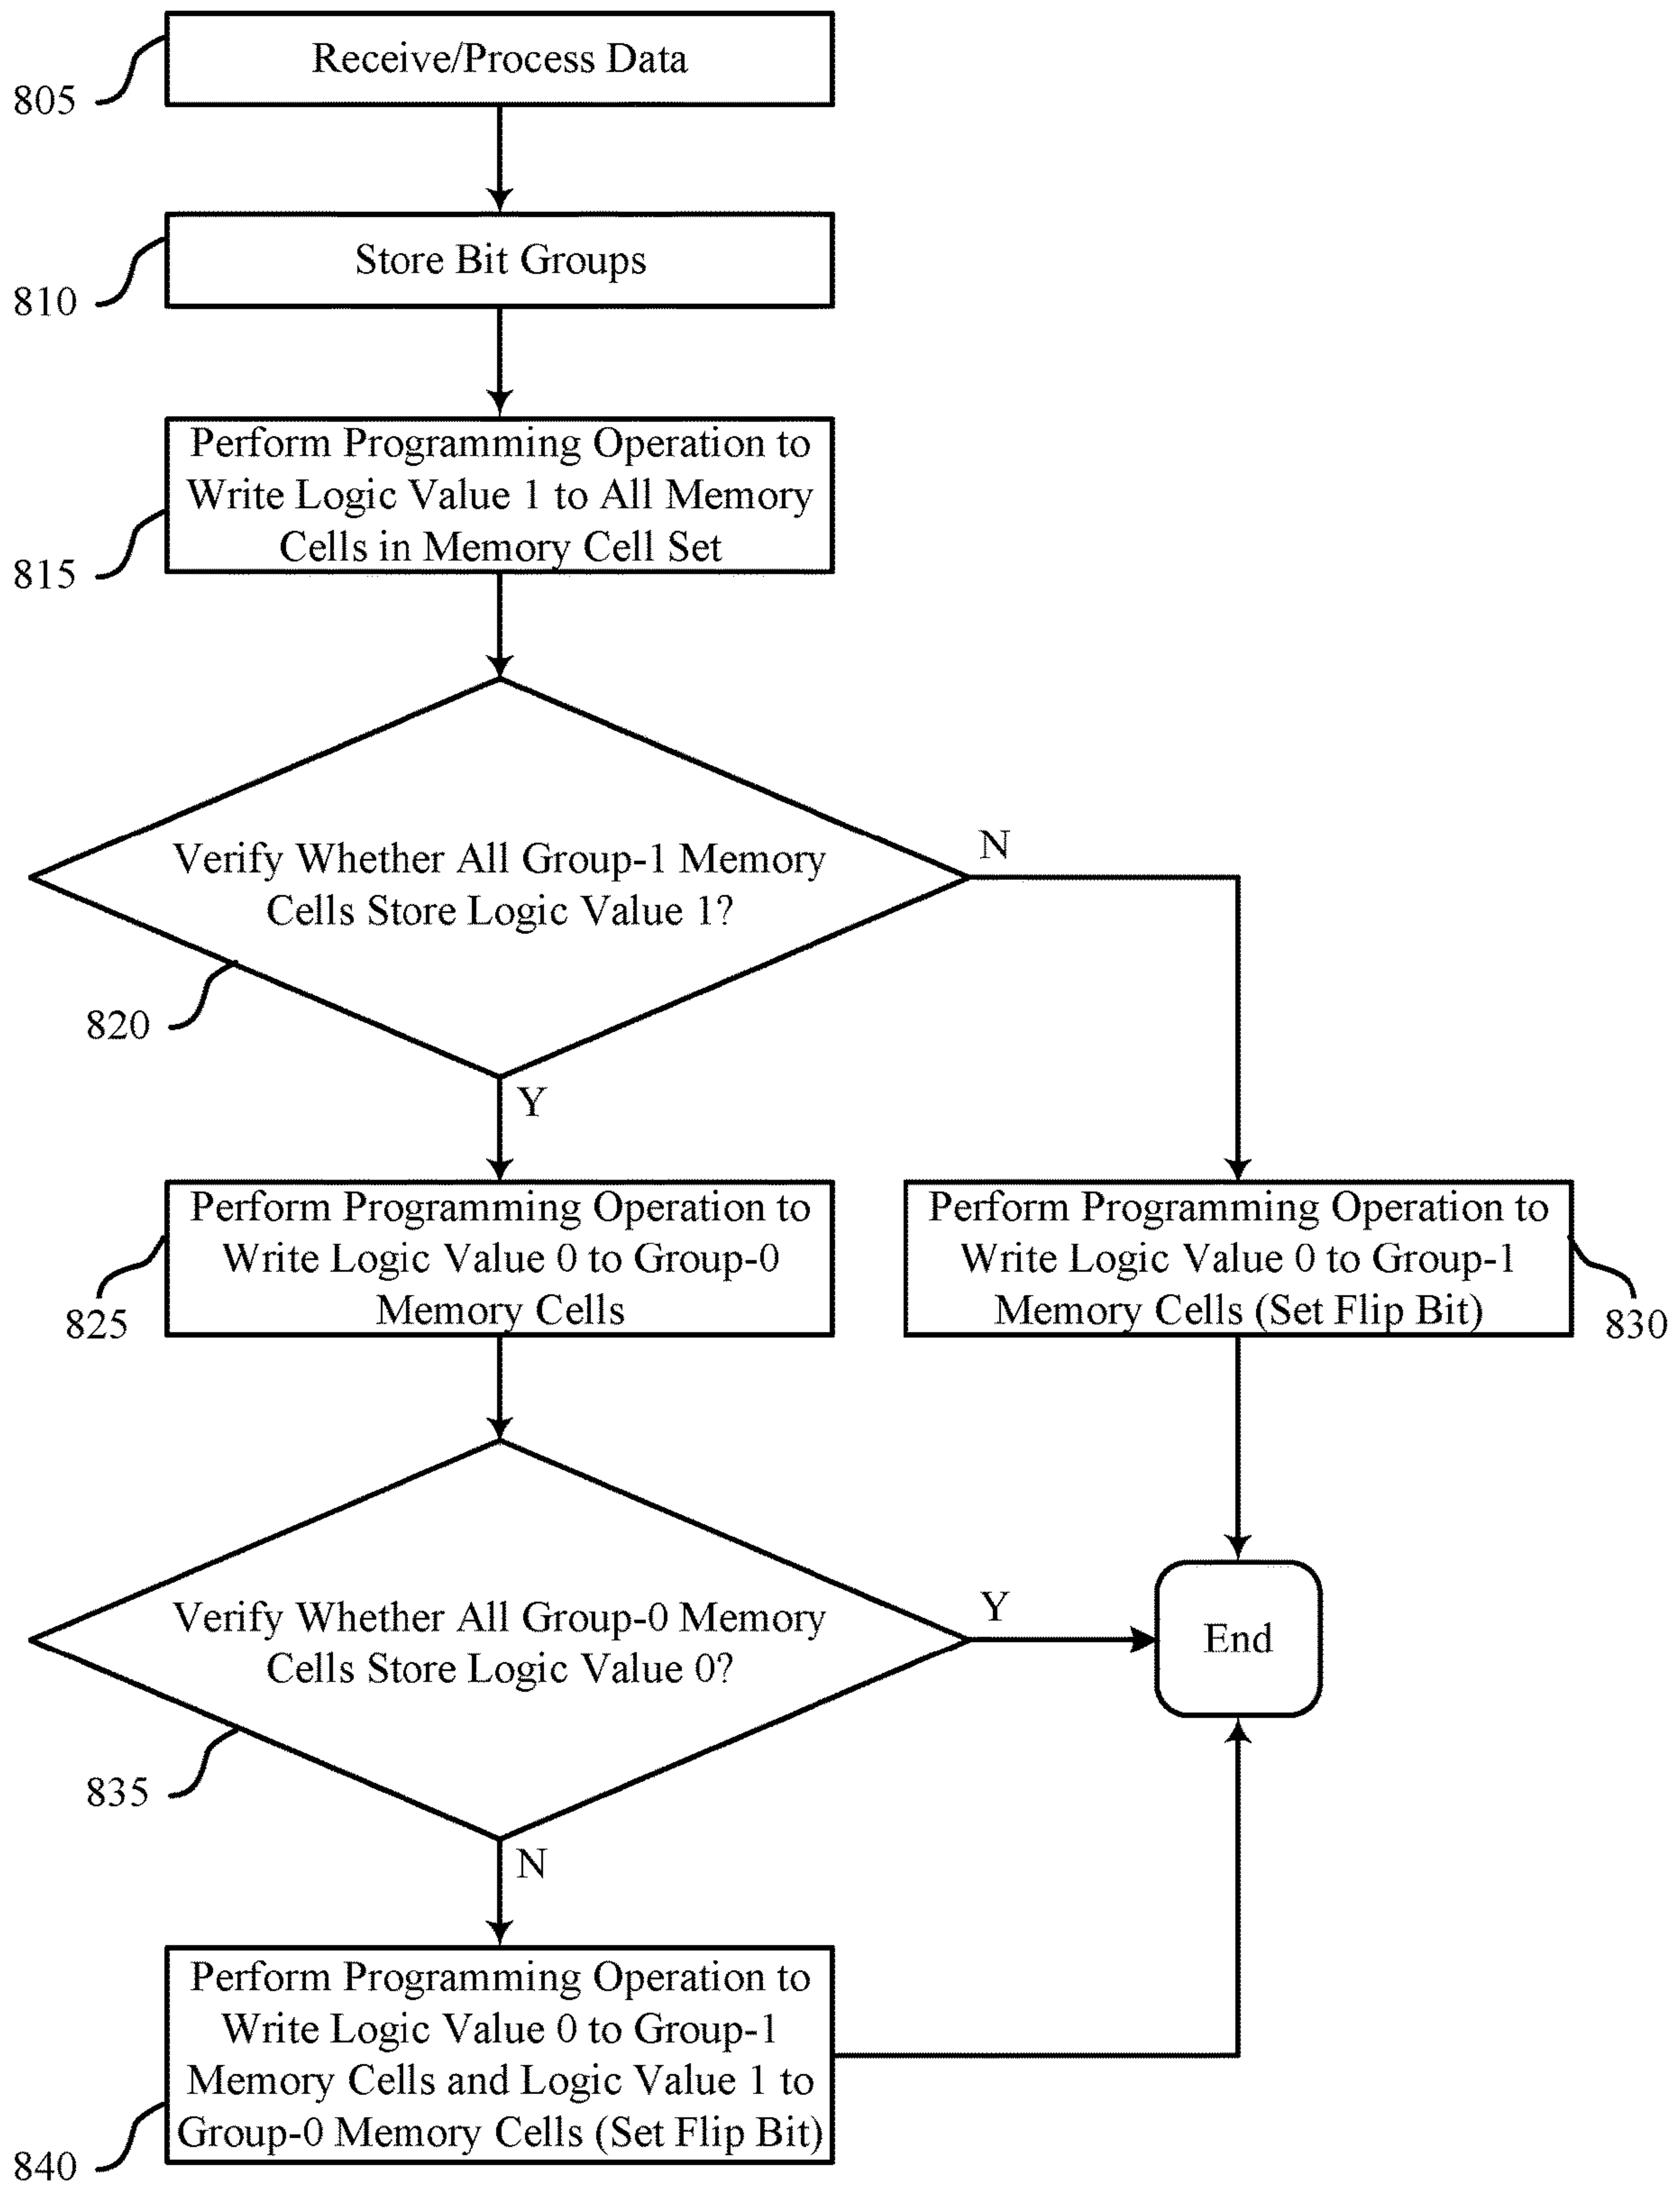 Receive/Process Data
805
Store Bit Groups
810
Perform Programming Operation to
Write Logic Value 1 to All Memory
Cells in Memory Cell Set
815
Verify Whether All Group-1 Memory
Cells Store Logic Value 1?
N
820
Y
Perform Programming Operation to
Write Logic Value 0 to Group-0
Memory Cells
825
Perform Programming Operation to
Write Logic Value 0 to Group-1
Memory Cells (Set Flip Bit)
830
Verify Whether All Group-0 Memory
Cells Store Logic Value 0?
Y
End
835
N
Perform Programming Operation to
Write Logic Value 0 to Group-1
Memory Cells and Logic Value 1 to
Group-0 Memory Cells (Set Flip Bit)
840